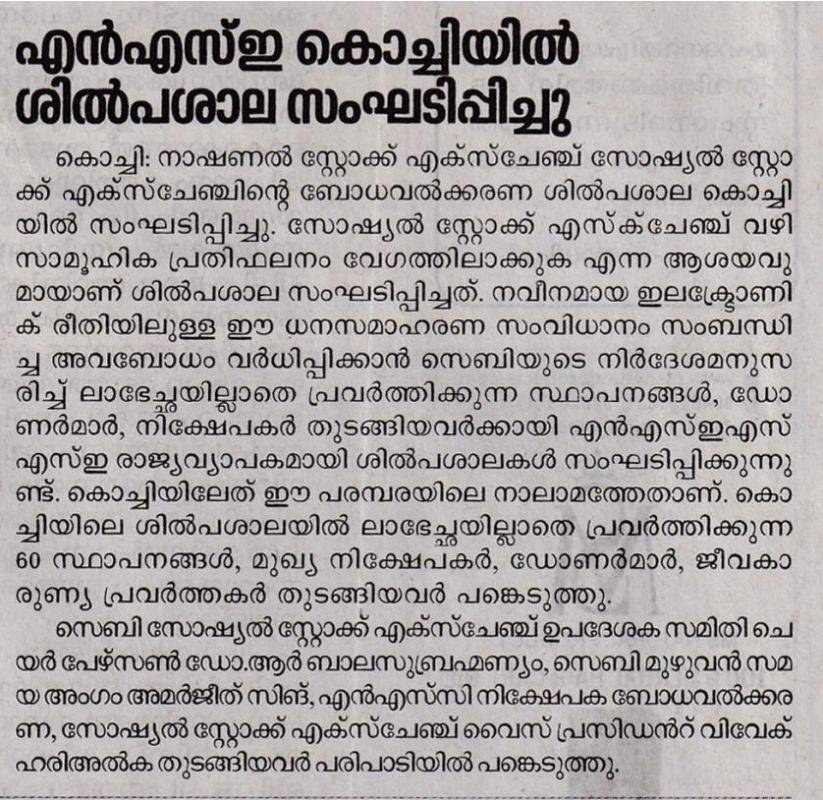 എൻഎസ്ഇ കൊച്ചിയിൽ
ശിൽപശാല സംഘടിപ്പിച്ചു
കൊച്ചി: നാഷണൽ സ്റ്റോക്ക് എക്സ്ചേഞ്ച് സോഷ്യൽ സ്റ്റോ
ക്ക് എക്സ്ചേഞ്ചിന്റെ ബോധവൽക്കരണ ശിൽപശാല കൊച്ചി
യിൽ സംഘടിപ്പിച്ചു. സോഷ്യൽ സ്റ്റോക്ക് എസ്ക്ചേഞ്ച് വഴി
സാമൂഹിക പ്രതിഫലനം വേഗത്തിലാക്കുക എന്ന ആശയവു
മായാണ് ശിൽപശാല സംഘടിപ്പിച്ചത്. നവീനമായ ഇലക്ട്രോണി
ക് രീതിയിലുള്ള ഈ ധനസമാഹരണ സംവിധാനം സംബന്ധി
ച്ച അവബോധം വർധിപ്പിക്കാൻ സെബിയുടെ നിർദേശമനുസ
രിച്ച് ലാഭേച്ഛയില്ലാതെ പ്രവർത്തിക്കുന്ന സ്ഥാപനങ്ങൾ, ഡോ
ണർമാർ, നിക്ഷേപകർ തുടങ്ങിയവർക്കായി എൻഎസ്ഇഎസ്
എസ്ഇ രാജ്യവ്യാപകമായി ശിൽപശാലകൾ സംഘടിപ്പിക്കുന്നു
ണ്ട്. കൊച്ചിയിലേത് ഈ പരമ്പരയിലെ നാലാമത്തേതാണ്. കൊ
ച്ചിയിലെ ശിൽപശാലയിൽ ലാഭേച്ഛയില്ലാതെ പ്രവർത്തിക്കുന്ന
60 സ്ഥാപനങ്ങൾ, മുഖ്യ നിക്ഷേപകർ, ഡോണർമാർ, ജീവകാ
രുണ്യ പ്രവർത്തകർ തുടങ്ങിയവർ പങ്കെടുത്തു.
സെബി സോഷ്യൽ സ്റ്റോക്ക് എക്സ്ചേഞ്ച് ഉപദേശക സമിതി ചെ
യർ പേഴ്സൺ ഡോ.ആർ ബാലസുബ്രഹ്മണ്യം, സെബി മുഴുവൻ സമ
യ അംഗം അമർജീത് സിങ്, എൻഎസ്സി നിക്ഷേപക ബോധവൽക്കര
ണ, സോഷ്യൽ സ്റ്റോക്ക് എക്സ്ചേഞ്ച് വൈസ് പ്രസിഡൻറ് വിവേക്
ഹരിഅൽക തുടങ്ങിയവർ പരിപാടിയിൽ പങ്കെടുത്തു.